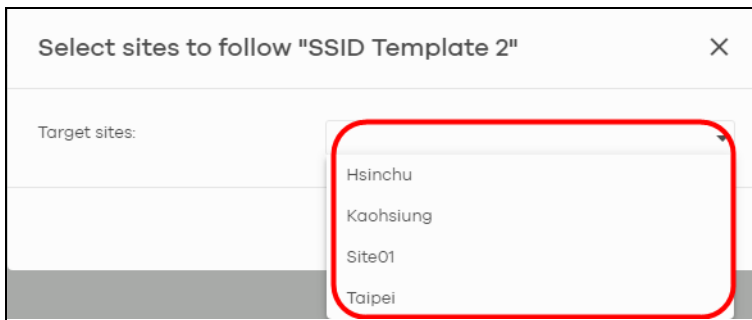 Select sites to follow "SSID Template 2"
Target sites:
Hsinchu
Kaohsiung
Site01
Taipei